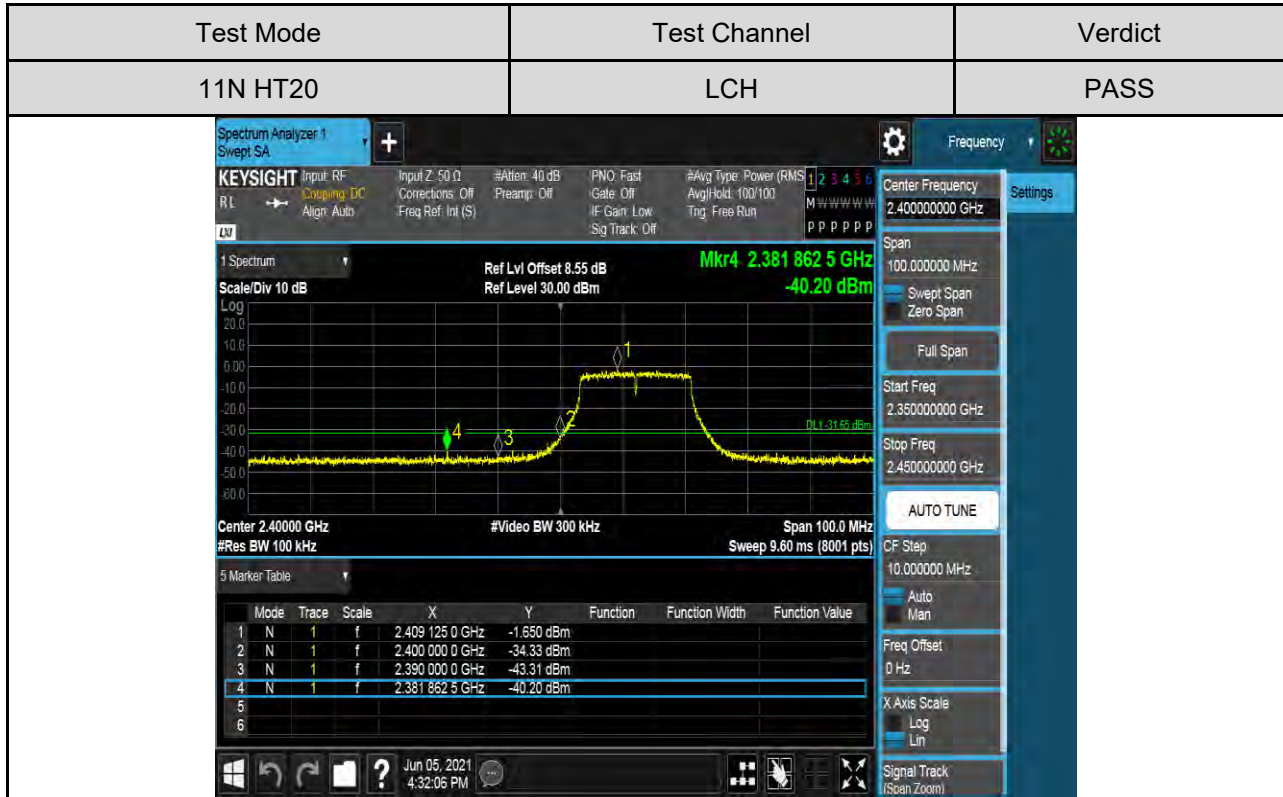 Test Mode Test Channel Verdict
11N HT20 LCH PASS
Spectrum Analyzer 1
Swept SA
+
Frequency
KEYSIGHT Input: RF Input Z: 50 Ω #Atten: 40 dB PNO: Fast #Avg Type: Power (RMS 1 2 3 4 5 6
RL Coupling: DC Corrections: Off Preamp: Off Gate: Off Avg|Hold: 100/100 M W W W W W
Align: Auto Freq Ref: Int (S) IF Gain: Low Trig: Free Run
LXI Sig Track: Off P P P P P P
Center Frequency
2.400000000 GHz
Settings
Span
100.000000 MHz
Swept Span
Zero Span
Full Span
Start Freq
2.350000000 GHz
Stop Freq
2.450000000 GHz
AUTO TUNE
CF Step
10.000000 MHz
Auto
Man
Freq Offset
0 Hz
X Axis Scale
Log
Lin
Signal Track
(Span Zoom)
1 Spectrum
Ref Lvl Offset 8.55 dB Mkr4 2.381 862 5 GHz
Scale/Div 10 dB Ref Level 30.00 dBm -40.20 dBm
Log
20.0
10.0
0.00
-10.0
-20.0
-30.0
-40.0
-50.0
-60.0
1
2
3
4
DL1 -31.65 dBm
Center 2.40000 GHz #Video BW 300 kHz Span 100.0 MHz
#Res BW 100 kHz Sweep 9.60 ms (8001 pts)
5 Marker Table
Mode Trace Scale X Y Function Function Width Function Value
1 N 1 f 2.409 125 0 GHz -1.650 dBm
2 N 1 f 2.400 000 0 GHz -34.33 dBm
3 N 1 f 2.390 000 0 GHz -43.31 dBm
4 N 1 f 2.381 862 5 GHz -40.20 dBm
5
6
? Jun 05, 2021
4:32:06 PM